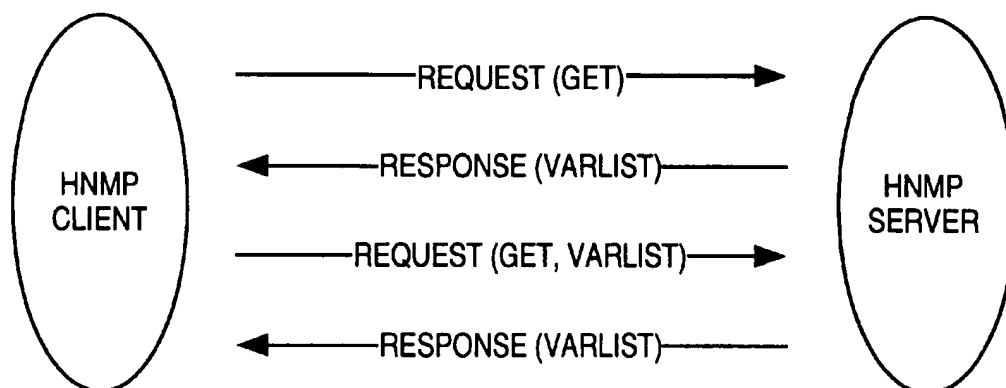 REQUEST (GET)
RESPONSE (VARLIST)
HNMP
CLIENT
HNMP
SERVER
REQUEST (GET, VARLIST)
RESPONSE (VARLIST)